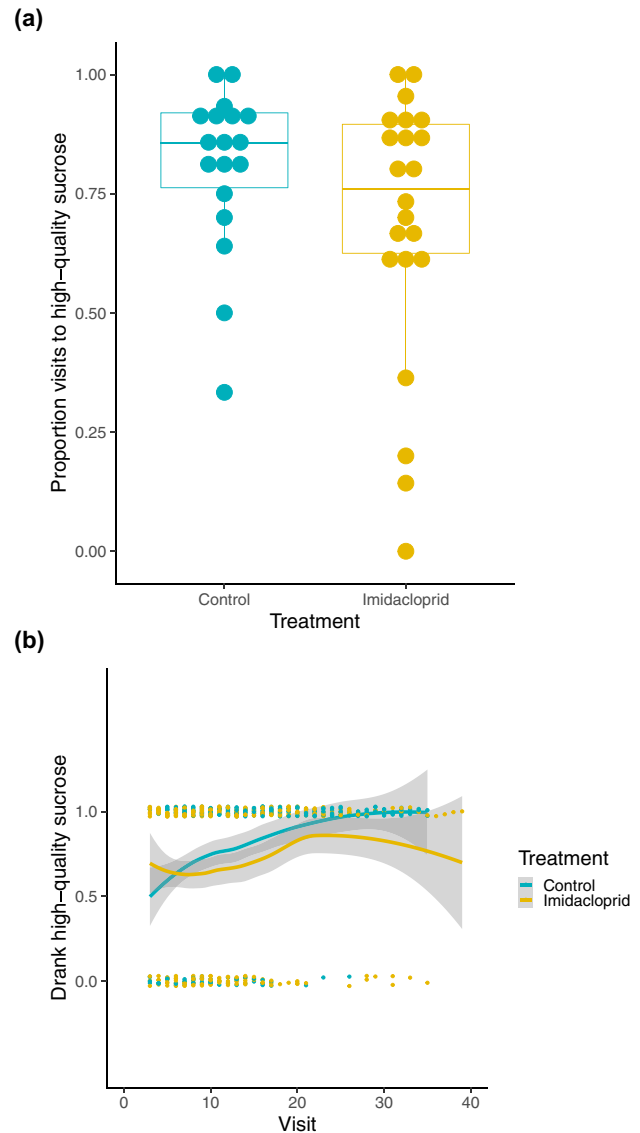 (a)
Proportion visits to high−quality sucrose
1.00
0.75
0.50
0.25
0.00
Control
Imidacloprid
Treatment
(b)
Drank high−quality sucrose
1.0
0.5
0.0
0
10
20
30
40
Visit
Treatment
Control
Imidacloprid